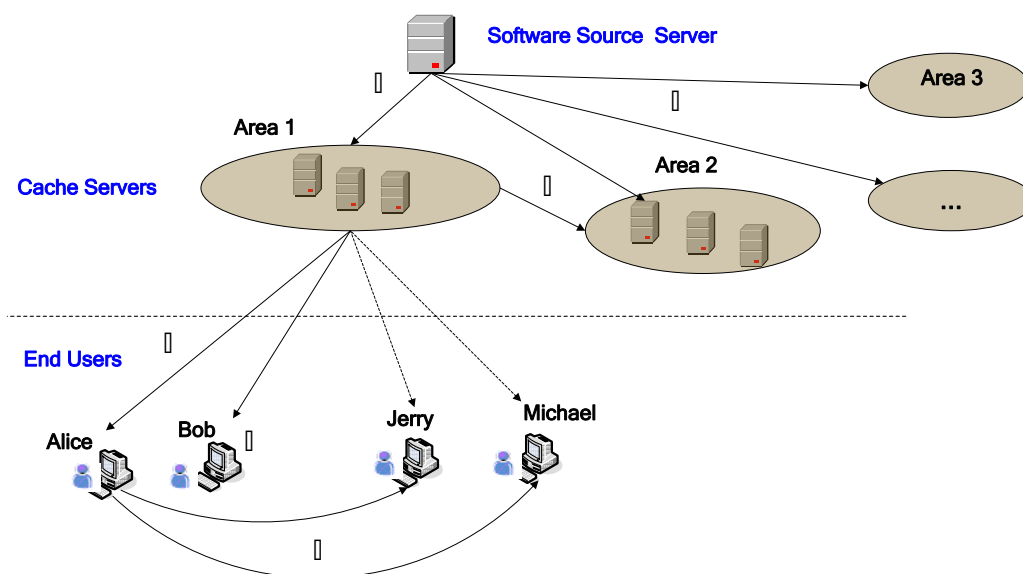 Software Source Server
Area 3
Area 1
Area 2
Cache Servers
...
End Users
Michael
Jerry
Bob
Alice